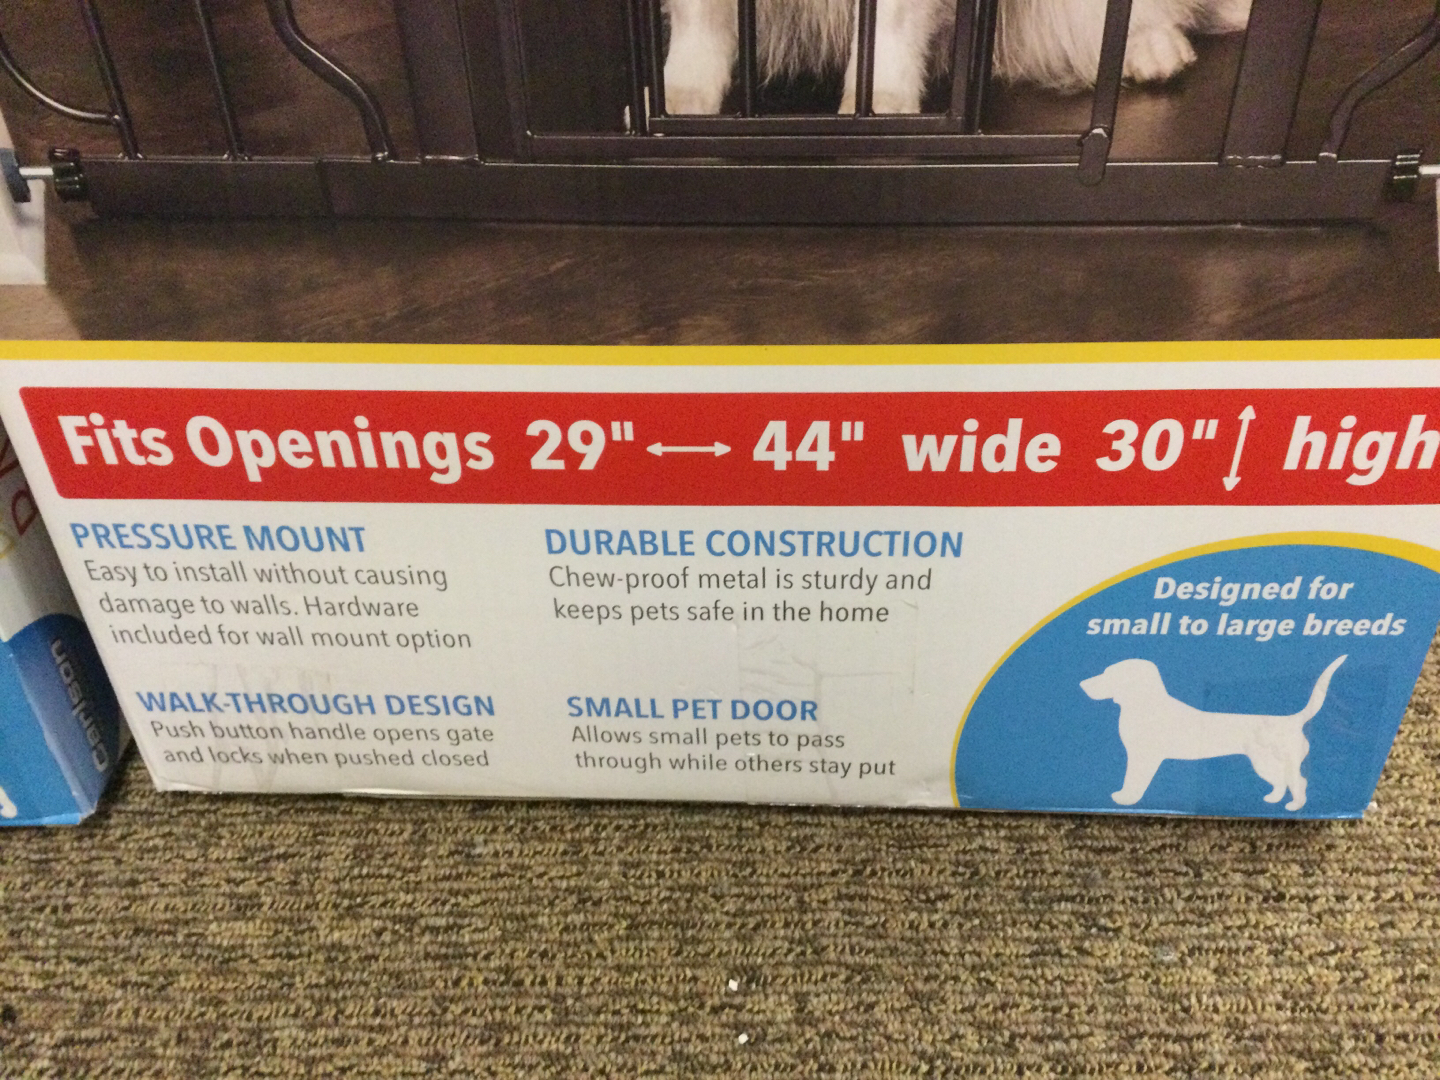 Fits Openings 29" ↔ 44" wide 30" ↕ high
PRESSURE MOUNT
Easy to install without causing
damage to walls. Hardware
included for wall mount option
DURABLE CONSTRUCTION
Chew-proof metal is sturdy and
keeps pets safe in the home
WALK-THROUGH DESIGN
Push button handle opens gate
and locks when pushed closed
SMALL PET DOOR
Allows small pets to pass
through while others stay put
Designed for
small to large breeds
carlson